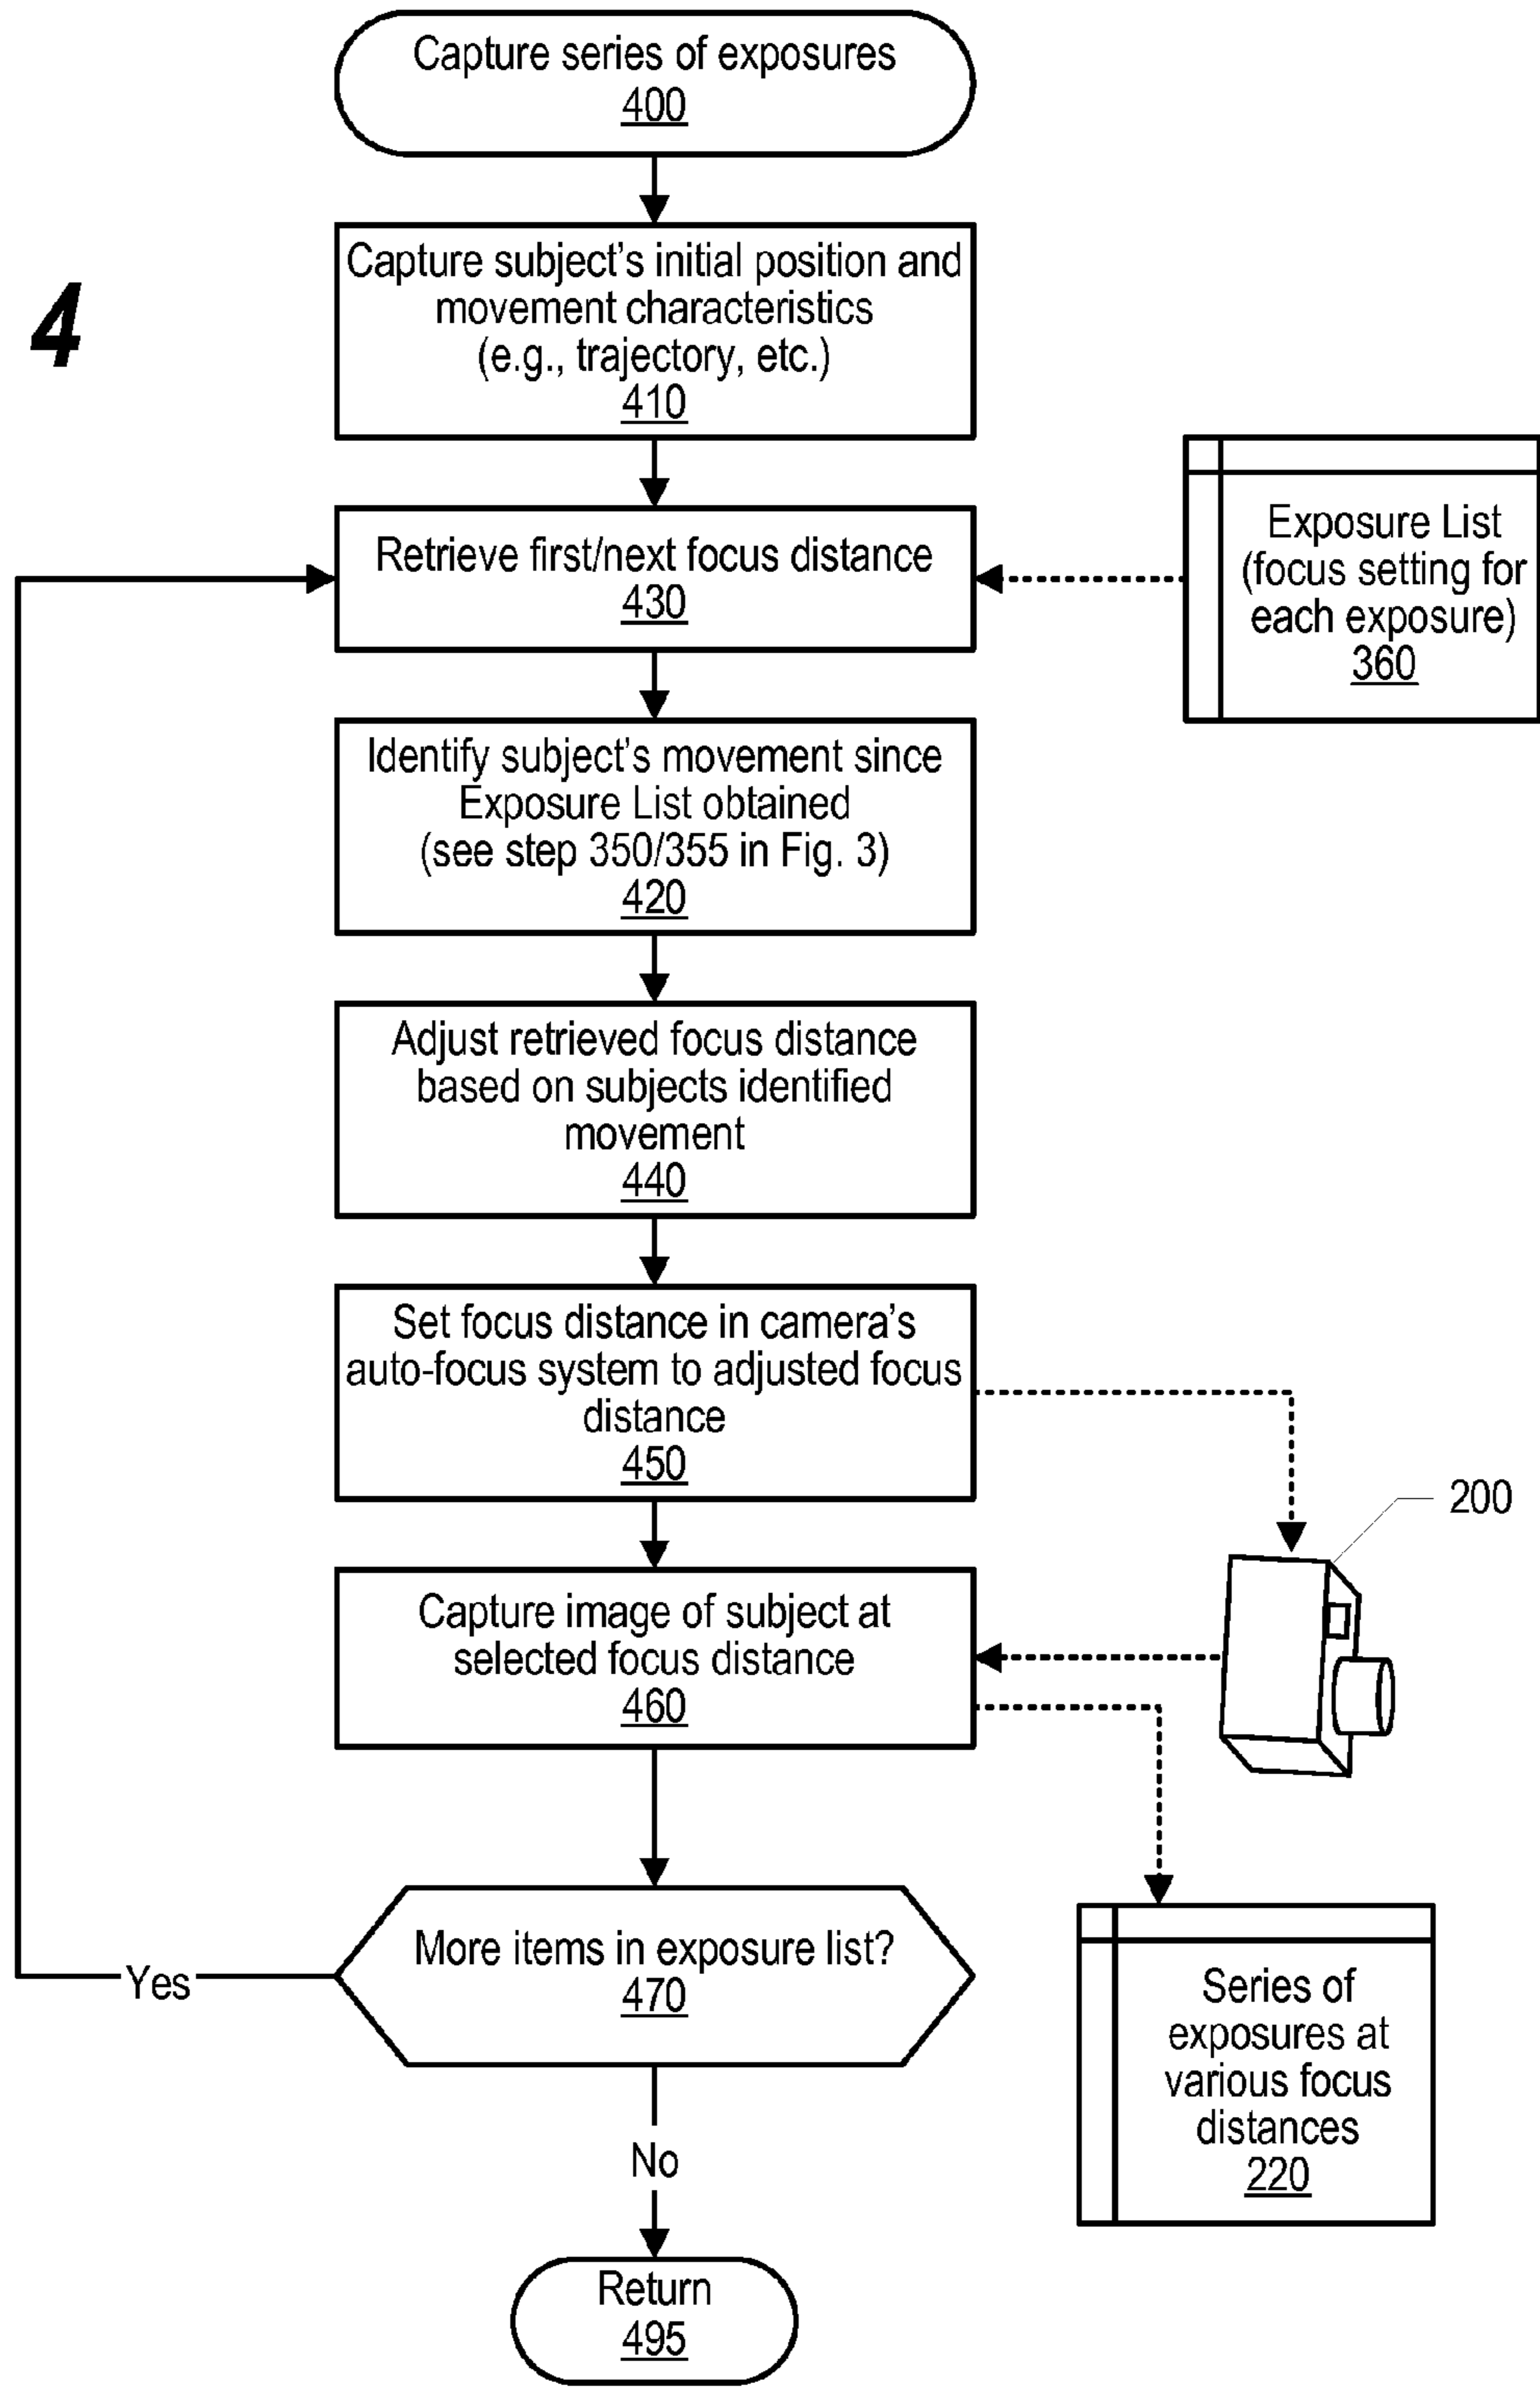 Capture series of exposures
400
4
Capture subject's initial position and
movement characteristics
(e.g., trajectory, etc.)
410
Retrieve first/next focus distance
430
Exposure List
(focus setting for
each exposure)
360
Identify subject's movement since
Exposure List obtained
(see step 350/355 in Fig. 3)
420
Adjust retrieved focus distance
based on subjects identified
movement
440
Set focus distance in camera's
auto-focus system to adjusted focus
distance
450
200
Capture image of subject at
selected focus distance
460
More items in exposure list?
470
Yes
Series of
exposures at
various focus
distances
220
No
Return
495